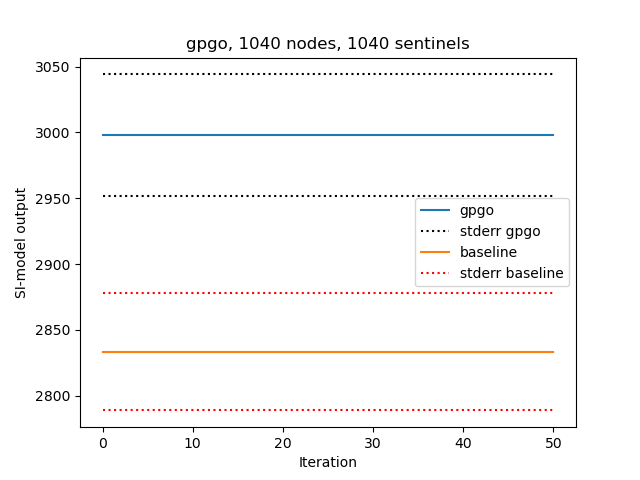 gpgo, 1040 nodes, 1040 sentinels
3050
3000
2950
2900
2850
2800
SI-model output
gpgo
stderr gpgo
baseline
stderr baseline
0 10 20 30 40 50
Iteration